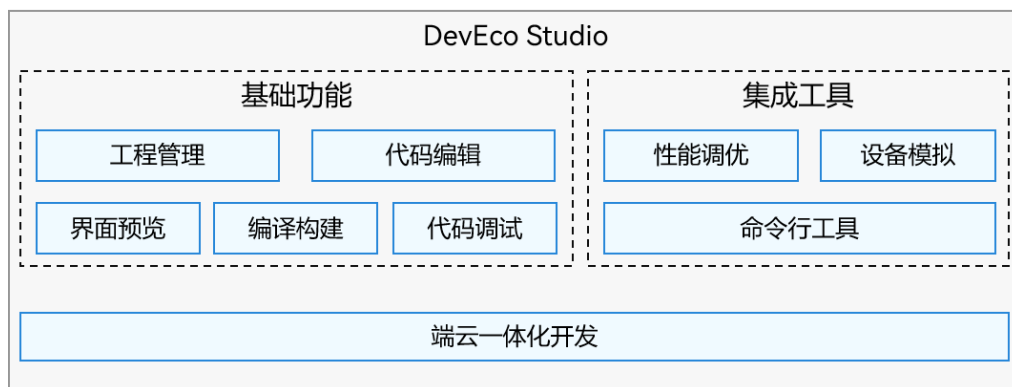 DevEco Studio
基础功能
工程管理
代码编辑
界面预览
编译构建
代码调试
集成工具
性能调优
设备模拟
命令行工具
端云一体化开发